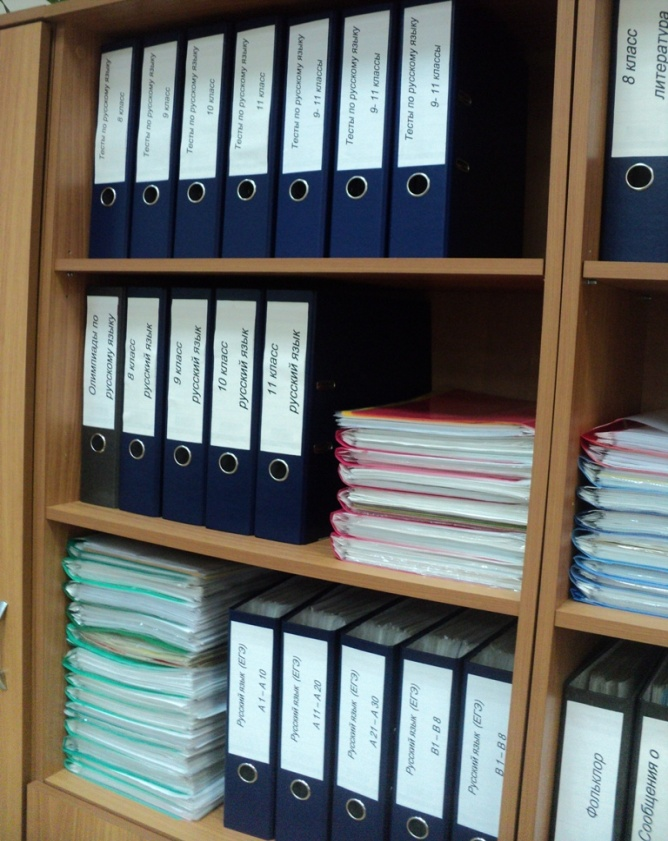 Тесты по русскому языку
8 класс
Тесты по русскому языку
9 класс
Тесты по русскому языку
10 класс
Тесты по русскому языку
11 класс
Тесты по русскому языку
9- 11 классы
Тесты по русскому языку
9- 11 классы
Тесты по русскому языку
9- 11 классы
8 класс
литература
Олимпиады по
русскому языку
8 класс
русский язык
9 класс
русский язык
10 класс
русский язык
11 класс
русский язык
Русский язык (ЕГЭ)
А 1 – А 10
Русский язык (ЕГЭ)
А 11 – А 20
Русский язык (ЕГЭ)
А 21 – А 30
Русский язык (ЕГЭ)
В1 – В 8
Русский язык (ЕГЭ)
В 1 – В 8
Фольклор
Сообщения о